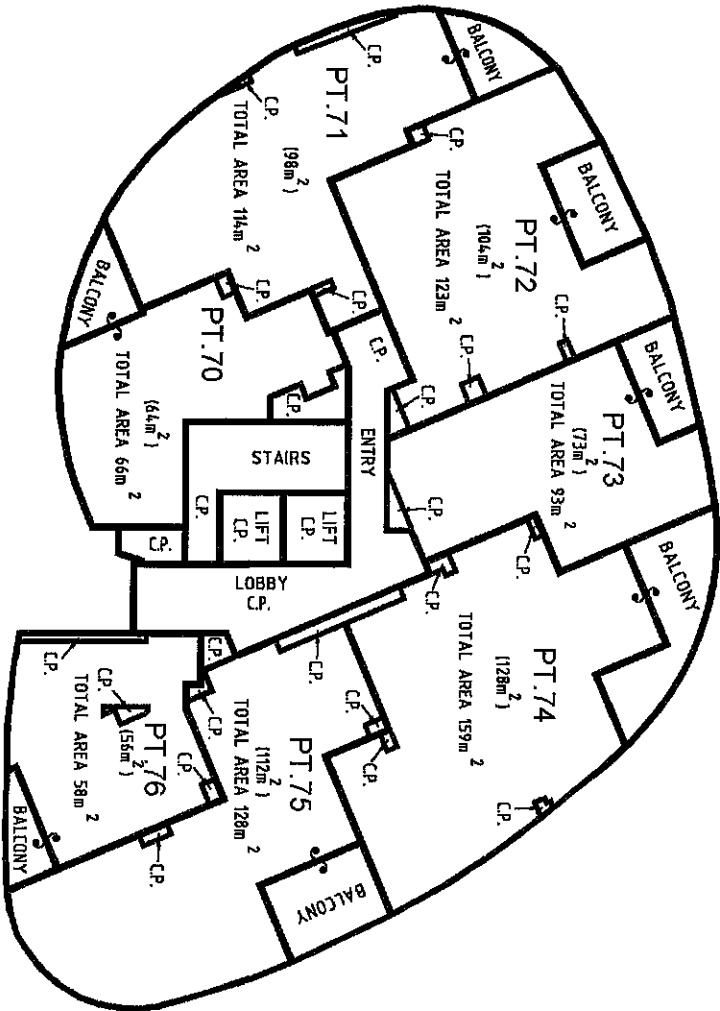 BALCONY
C.P.
PT.71
C.P.
(98m²)
TOTAL AREA 114m²
C.P.
BALCONY
PT.72
(104m²)
TOTAL AREA 123m²
C.P.
C.P.
BALCONY
C.P.
C.P.
C.P.
C.P.
PT.70
(64m²)
TOTAL AREA 66m²
C.P.
BALCONY
PT.73
(73m²)
TOTAL AREA 93m²
C.P.
ENTRY
STAIRS
C.P.
LIFT
C.P.
LIFT
C.P.
C.P.
C.P.
LOBBY
C.P.
C.P.
C.P.
BALCONY
PT.74
(128m²)
TOTAL AREA 159m²
C.P.
C.P.
C.P.
C.P.
C.P.
C.P.
PT.75
(112m²)
TOTAL AREA 128m²
C.P.
BALCONY
C.P.
C.P.
PT.76
(56m²)
TOTAL AREA 58m²
C.P.
C.P.
BALCONY